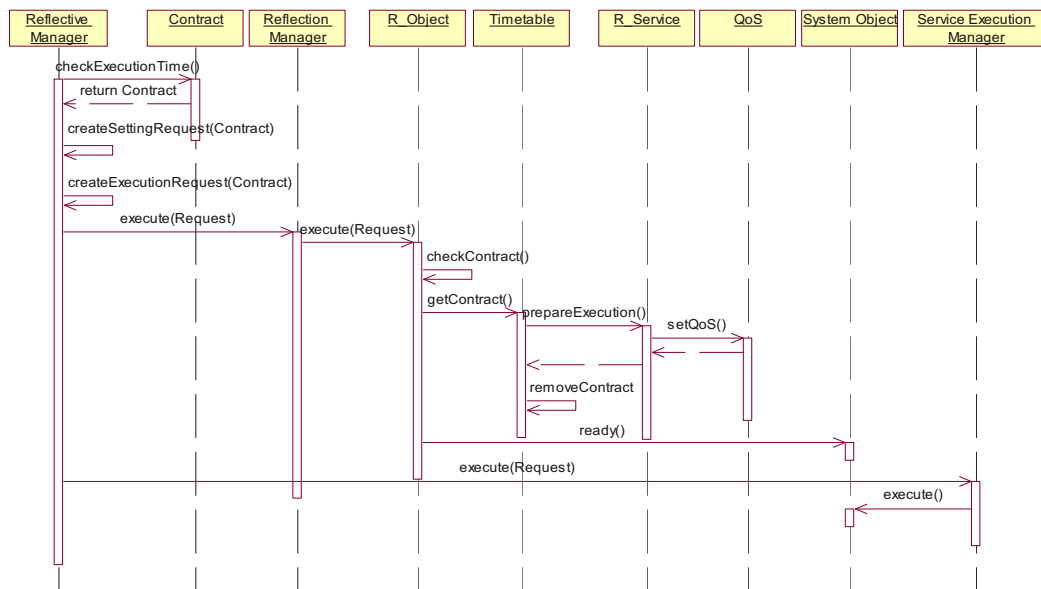 Reflective
Manager
Contract
Reflection
Manager
R_Object
Timetable
R_Service
QoS
System Object
Service Execution
Manager
checkExecutionTime()
return Contract
createSettingRequest(Contract)
createExecutionRequest(Contract)
execute(Request)
execute(Request)
checkContract()
getContract()
prepareExecution()
setQoS()
removeContract
ready()
execute(Request)
execute()